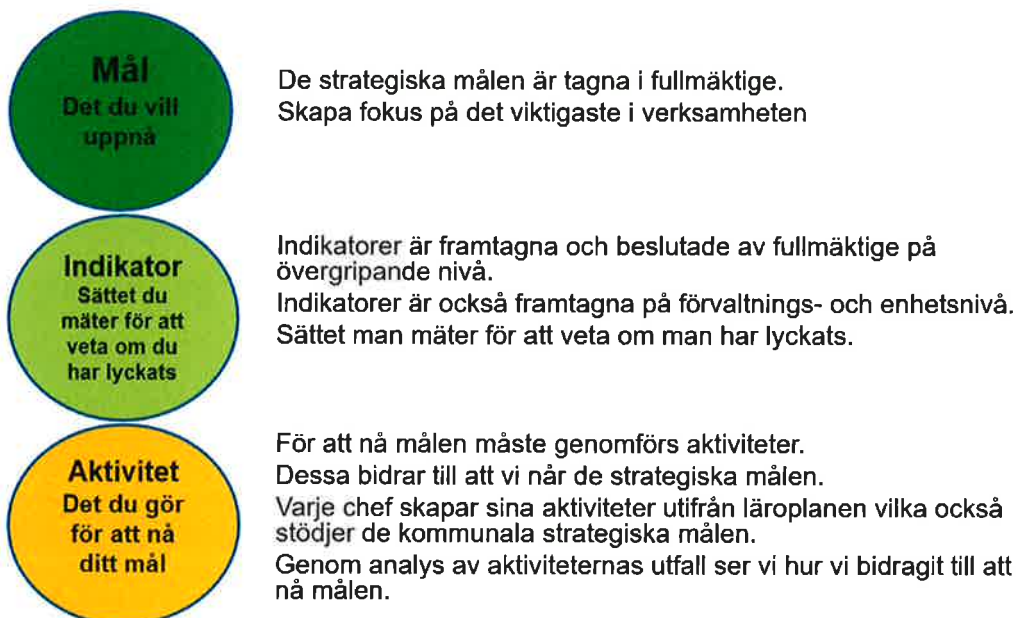 Mål
Det du vill
uppnå
De strategiska målen är tagna i fullmäktige.
Skapa fokus på det viktigaste i verksamheten
Indikator
Sättet du
mäter för att
veta om du
har lyckats
Indikatorer är framtagna och beslutade av fullmäktige på
övergripande nivå.
Indikatorer är också framtagna på förvaltnings- och enhetsnivå.
Sättet man mäter för att veta om man har lyckats.
Aktivitet
Det du gör
för att nå
ditt mål
För att nå målen måste genomförs aktiviteter.
Dessa bidrar till att vi når de strategiska målen.
Varje chef skapar sina aktiviteter utifrån läroplanen vilka också
stödjer de kommunala strategiska målen.
Genom analys av aktiviteternas utfall ser vi hur vi bidragit till att
nå målen.